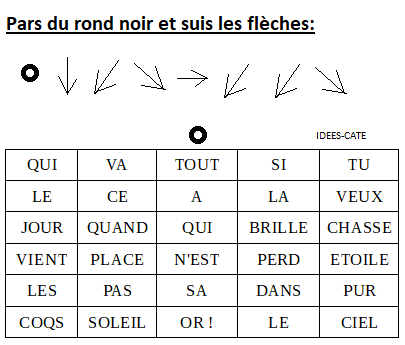 Pars du rond noir et suis les flèches:
IDEES-CATE
QUI VA TOUT SI TU
LE CE A LA VEUX
JOUR QUAND QUI BRILLE CHASSE
VIENT PLACE N'EST PERD ETOILE
LES PAS SA DANS PUR
COQS SOLEIL OR ! LE CIEL